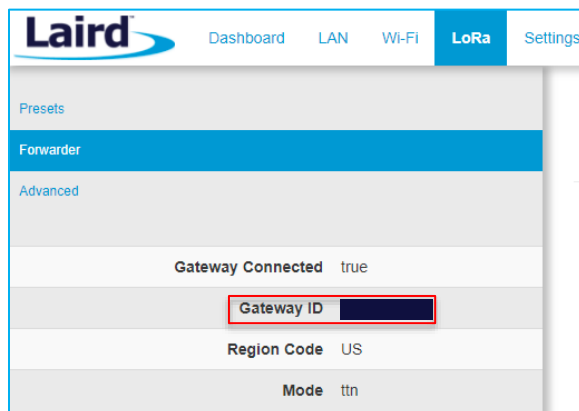 Laird™
Dashboard LAN Wi-Fi LoRa Settings
Presets
Forwarder
Advanced
Gateway Connected true
Gateway ID
Region Code US
Mode ttn